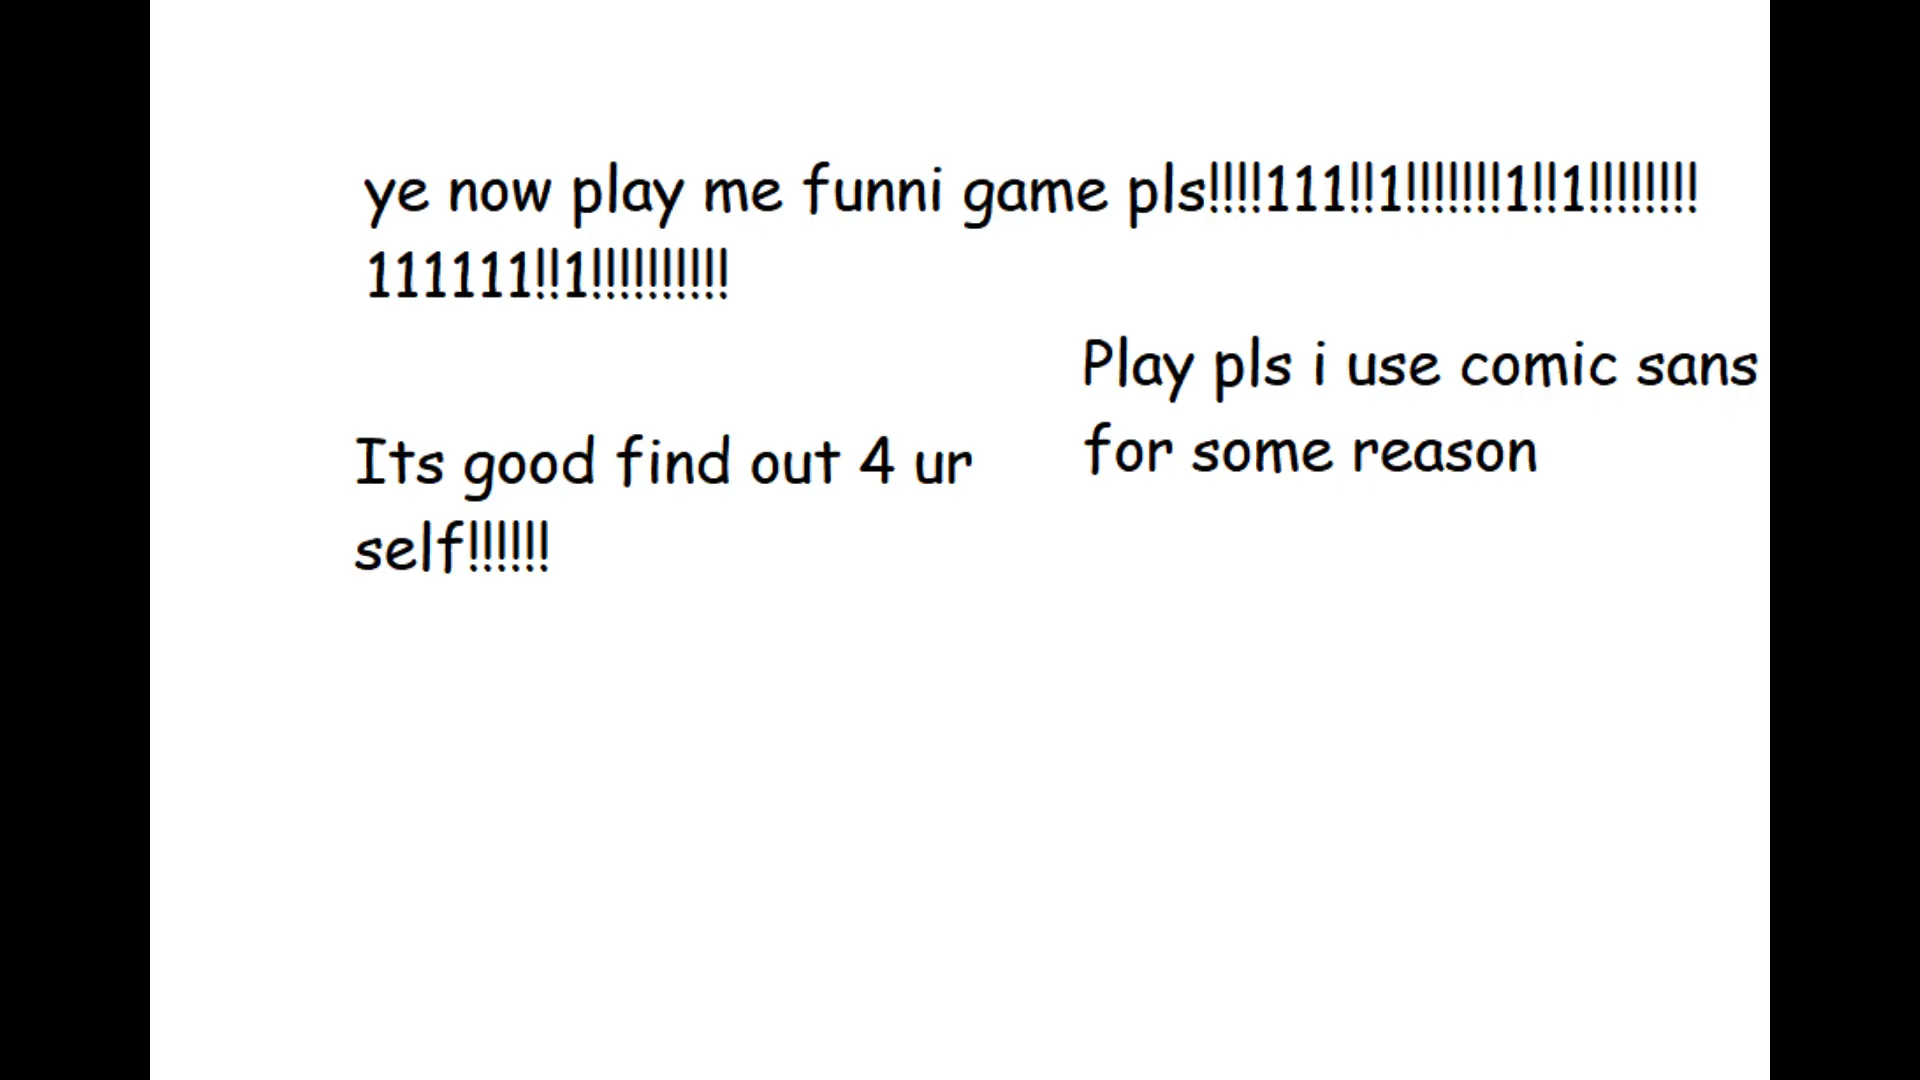 ye now play me funni game pls!!!!111!!1!!!!!!!1!!1!!!!!!!!
111111!!1!!!!!!!!!!
Play pls i use comic sans
for some reason
Its good find out 4 ur
self!!!!!!